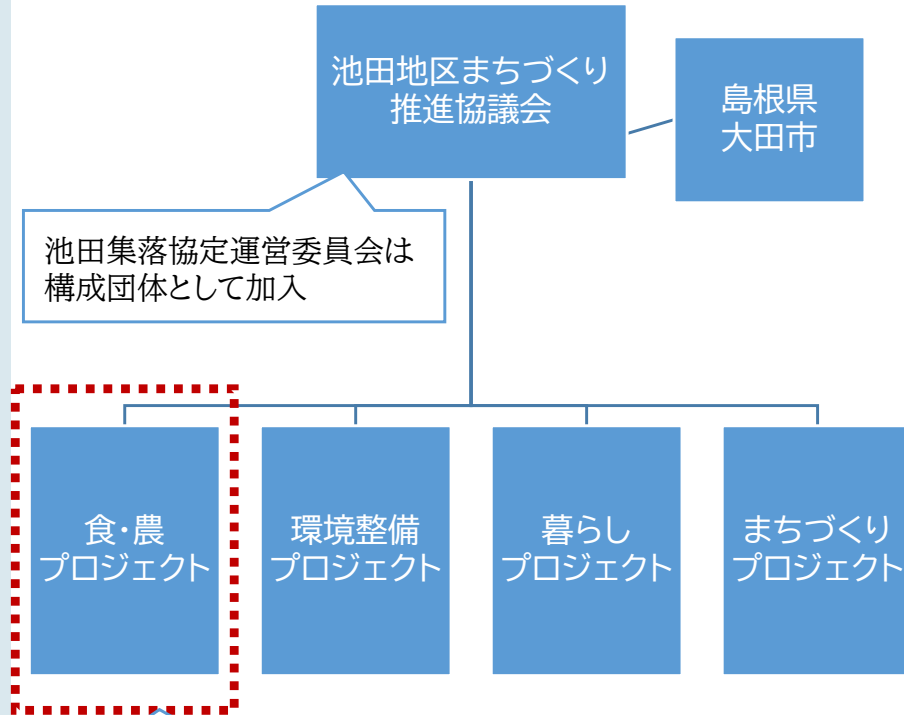 池田地区まちづくり
推進協議会
島根県
大田市
池田集落協定運営委員会は
構成団体として加入
食・農
プロジェクト
環境整備
プロジェクト
暮らし
プロジェクト
まちづくり
プロジェクト